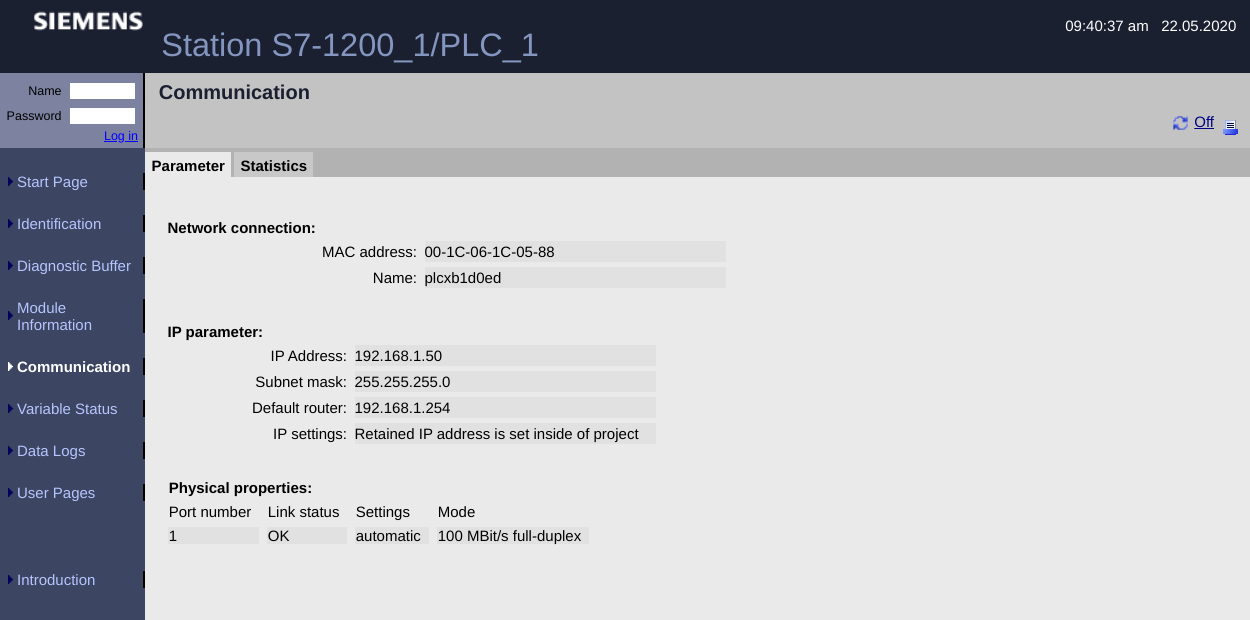 SIEMENS
Station S7-1200_1/PLC_1
09:40:37 am 22.05.2020
Name
Password
Log in
Communication
Off
Parameter Statistics
Start Page
Identification
Diagnostic Buffer
Module
Information
Communication
Variable Status
Data Logs
User Pages
Introduction
Network connection:
MAC address: 00-1C-06-1C-05-88
Name: plcxb1d0ed
IP parameter:
IP Address: 192.168.1.50
Subnet mask: 255.255.255.0
Default router: 192.168.1.254
IP settings: Retained IP address is set inside of project
Physical properties:
Port number Link status Settings Mode
1 OK automatic 100 MBit/s full-duplex